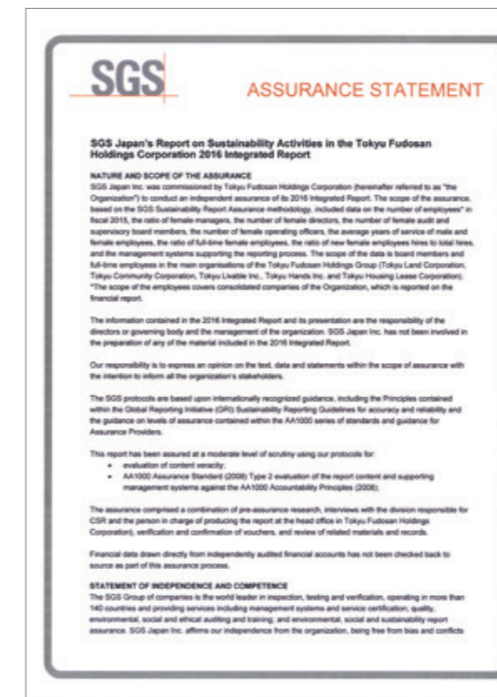 SGS
ASSURANCE STATEMENT
SGS Japan's Report on Sustainability Activities in the Tokyu Fudosan
Holdings Corporation 2016 Integrated Report
NATURE AND SCOPE OF THE ASSURANCE
SGS Japan Inc. was commissioned by Tokyu Fudosan Holdings Corporation (hereinafter referred to as "the
Organization") to conduct an independent assurance of its 2016 Integrated Report. The scope of the assurance,
based on the SGS Sustainability Report Assurance methodology, included data on the number of employees* in
fiscal 2015, the ratio of female managers, the number of female directors, the number of female audit and
supervisory board members, the number of female operating officers, the average years of service of male and
female employees, the ratio of full-time female employees, the ratio of new female employees hires to total hires,
and the management systems supporting the reporting process. The scope of the data is board members and
full-time employees in the main organisations of the Tokyu Fudosan Holdings Group (Tokyu Land Corporation,
Tokyu Community Corporation, Tokyu Livable Inc., Tokyu Hands Inc. and Tokyu Housing Lease Corporation).
*The scope of the employees covers consolidated companies of the Organization, which is reported on the
financial report.
The information contained in the 2016 Integrated Report and its presentation are the responsibility of the
directors or governing body and the management of the organization. SGS Japan Inc. has not been involved in
the preparation of any of the material included in the 2016 Integrated Report.
Our responsibility is to express an opinion on the text, data and statements within the scope of assurance with
the intention to inform all the organization's stakeholders.
The SGS protocols are based upon internationally recognized guidance, including the Principles contained
within the Global Reporting Initiative (GRI) Sustainability Reporting Guidelines for accuracy and reliability and
the guidance on levels of assurance contained within the AA1000 series of standards and guidance for
Assurance Providers.
This report has been assured at a moderate level of scrutiny using our protocols for:
• evaluation of content veracity;
• AA1000 Assurance Standard (2008) Type 2 evaluation of the report content and supporting
management systems against the AA1000 Accountability Principles (2008);
The assurance comprised a combination of pre-assurance research, interviews with the division responsible for
CSR and the person in charge of producing the report at the head office in Tokyu Fudosan Holdings
Corporation), verification and confirmation of vouchers, and review of related materials and records.
Financial data drawn directly from independently audited financial accounts has not been checked back to
source as part of this assurance process.
STATEMENT OF INDEPENDENCE AND COMPETENCE
The SGS Group of companies is the world leader in inspection, testing and verification, operating in more than
140 countries and providing services including management systems and service certification; quality,
environmental, social and ethical auditing and training; and environmental, social and sustainability report
assurance. SGS Japan Inc. affirms our independence from the organization, being free from bias and conflicts